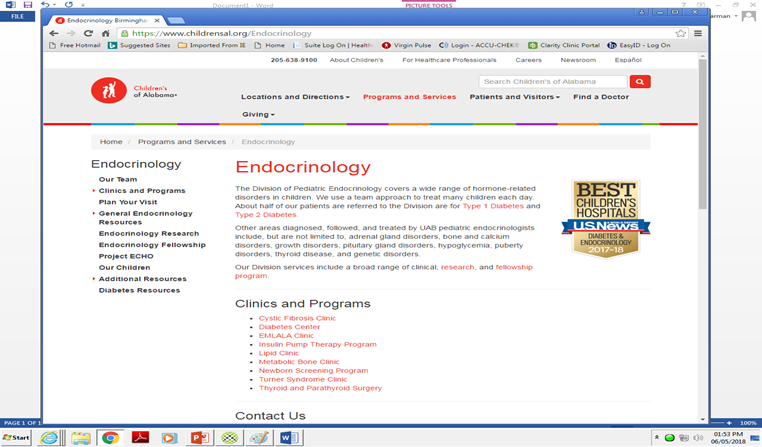 Document1 - Word
PICTURE TOOLS
FILE
Endocrinology Birmingha
https://www.childrensal.org/Endocrinology
Free Hotmail Suggested Sites Imported From IE Home Suite Log On | Health Virgin Pulse Login - ACCU-CHEK® Clarity Clinic Portal EasyID - Log On
205-638-9100 About Children's For Healthcare Professionals Careers Newsroom Español
Search Children's of Alabama
Children's
of Alabama
Locations and Directions Programs and Services Patients and Visitors Find a Doctor
Giving
Home / Programs and Services / Endocrinology
Endocrinology
Our Team
Clinics and Programs
Plan Your Visit
General Endocrinology
Resources
Endocrinology Research
Endocrinology Fellowship
Project ECHO
Our Children
Additional Resources
Diabetes Resources
Endocrinology
The Division of Pediatric Endocrinology covers a wide range of hormone-related
disorders in children. We use a team approach to treat many children each day.
About half of our patients are referred to the Division are for Type 1 Diabetes and
Type 2 Diabetes.
Other areas diagnosed, followed, and treated by UAB pediatric endocrinologists
include, but are not limited to, adrenal gland disorders, bone and calcium
disorders, growth disorders, pituitary gland disorders, hypoglycemia, puberty
disorders, thyroid disease, and genetic disorders.
Our Division services include a broad range of clinical, research, and fellowship
program.
BEST
CHILDREN'S
HOSPITALS
U.S.News
DIABETES &
ENDOCRINOLOGY
2017-18
Clinics and Programs
Cystic Fibrosis Clinic
Diabetes Center
EMLALA Clinic
Insulin Pump Therapy Program
Lipid Clinic
Metabolic Bone Clinic
Newborn Screening Program
Turner Syndrome Clinic
Thyroid and Parathyroid Surgery
Contact Us
PAGE 1 OF 1
100%
Start
01:53 PM
06/05/2018